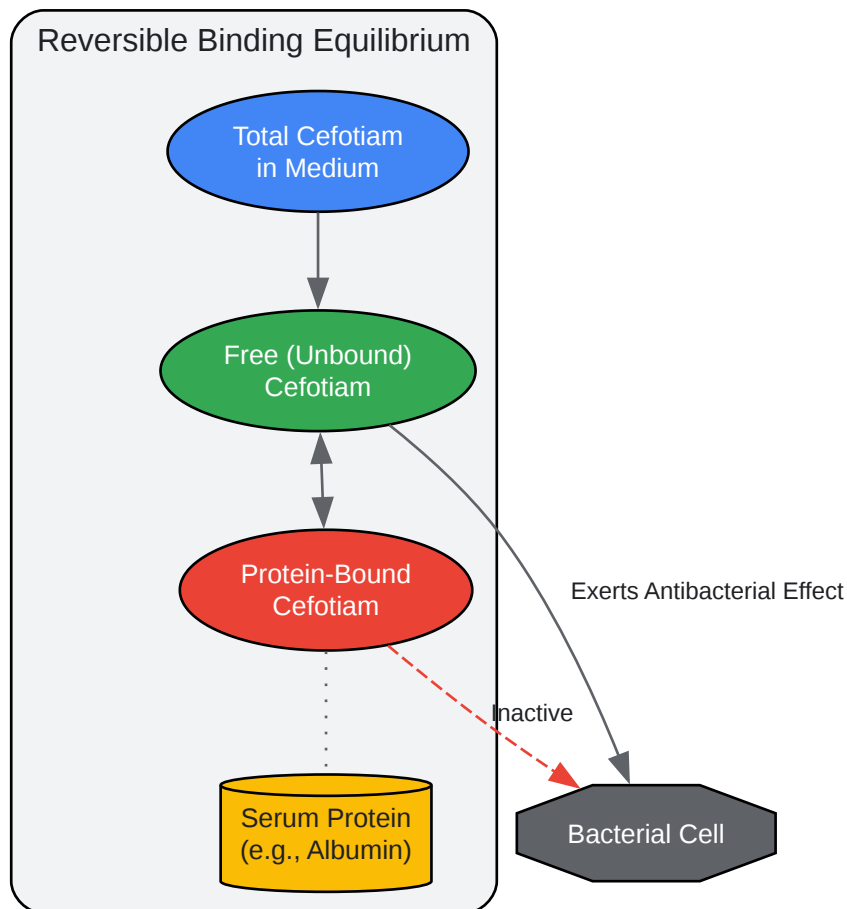 Reversible Binding Equilibrium
Total Cefotiam
in Medium
Free (Unbound)
Cefotiam
Protein-Bound
Cefotiam
Exerts Antibacterial Effect
Inactive
Serum Protein
(e.g., Albumin)
Bacterial Cell